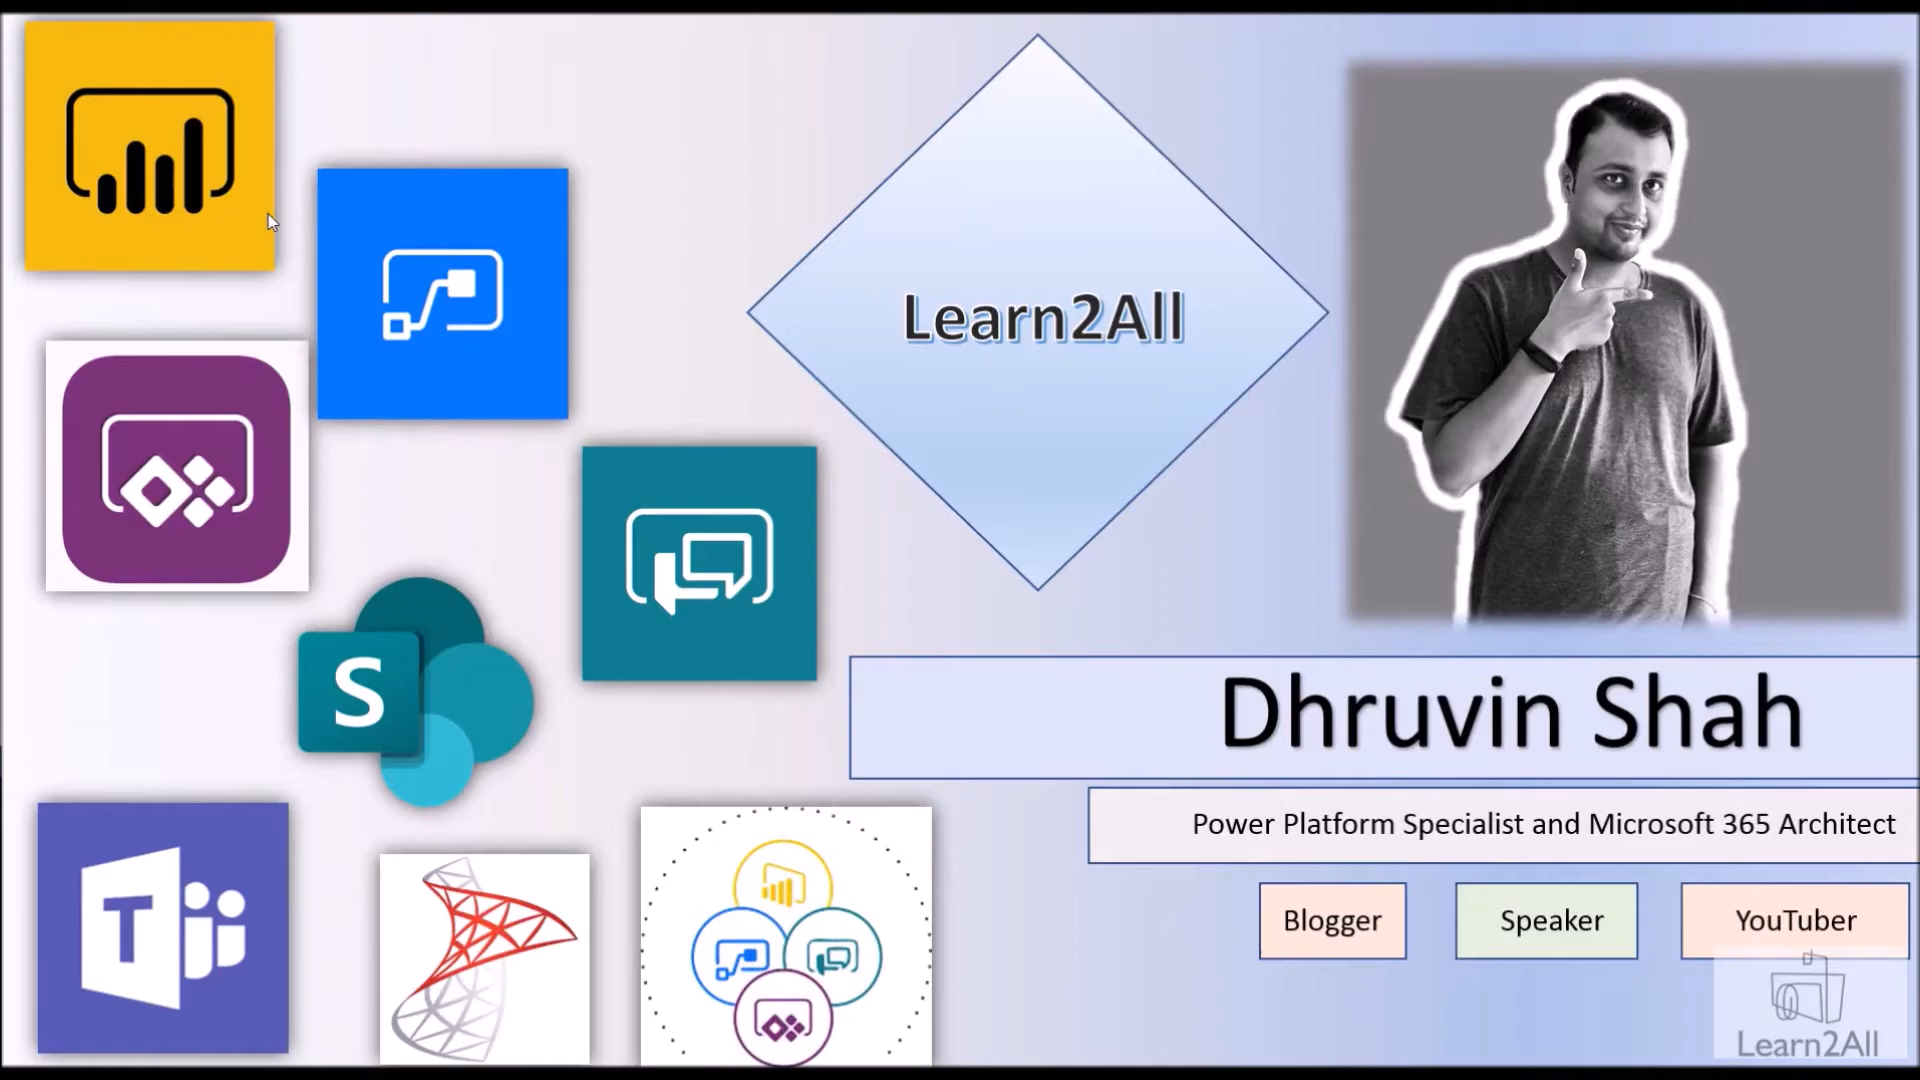 Learn2All
S
Dhruvin Shah
Power Platform Specialist and Microsoft 365 Architect
T
Blogger
Speaker
YouTuber
Learn2All